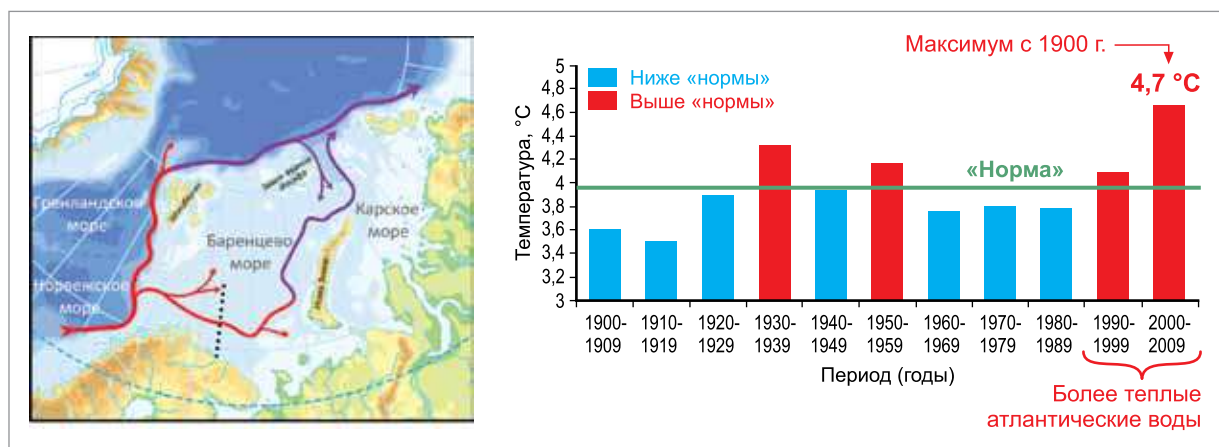 Гренландское
море
Норвежское
море
Баренцево
море
Карское
море
Максимум с 1900 г.
4,7 °C
Ниже «нормы»
Выше «нормы»
«Норма»
Температура, °C
5
4,8
4,6
4,4
4,2
4
3,8
3,6
3,4
3,2
3
1900-
1909
1910-
1919
1920-
1929
1930-
1939
1940-
1949
1950-
1959
1960-
1969
1970-
1979
1980-
1989
1990-
1999
2000-
2009
Период (годы)
Более теплые
атлантические воды